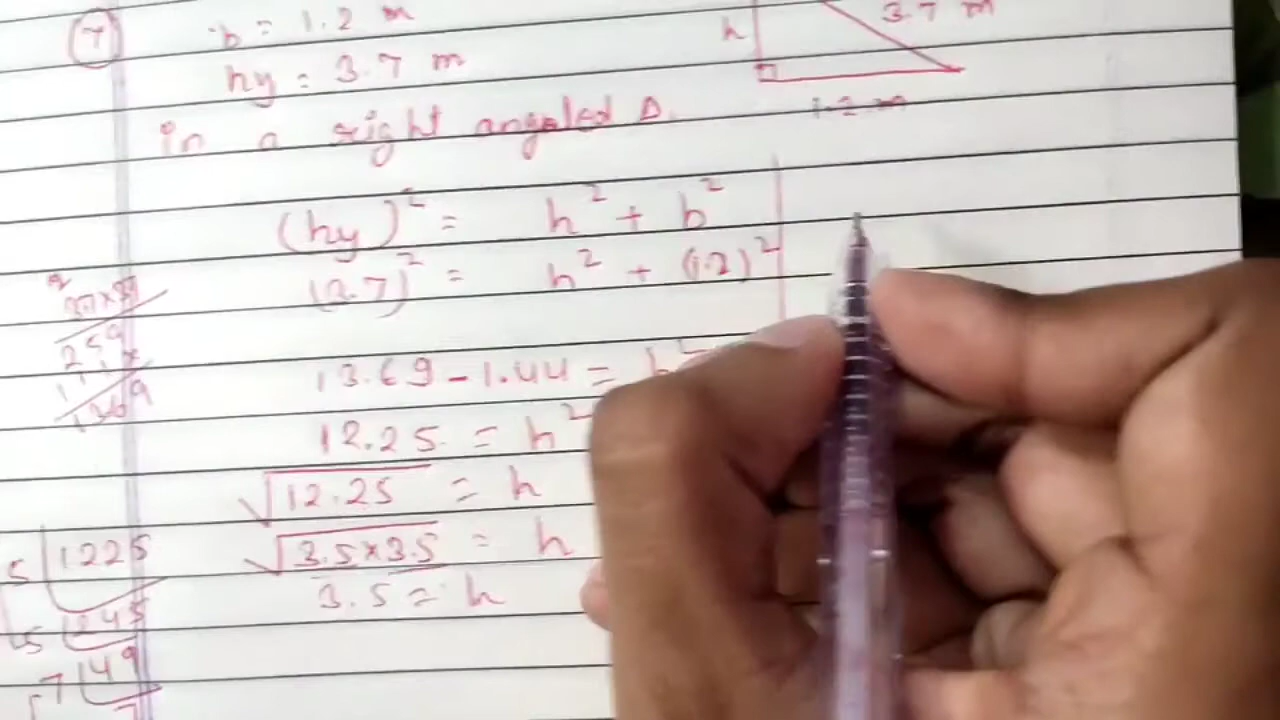 7 b = 1.2 m
hy = 3.7 m
h 3.7 m
1.2 m
in a right angaled Δ.
(hy)² = h² + b²
(3.7)² = h² + (1.2)²
13.69 - 1.44 = h²
12.25 = h²
√12.25 = h
√3.5×3.5 = h
3.5 = h
37×37
259
111×
1369
5 1225
5 245
7 49
7